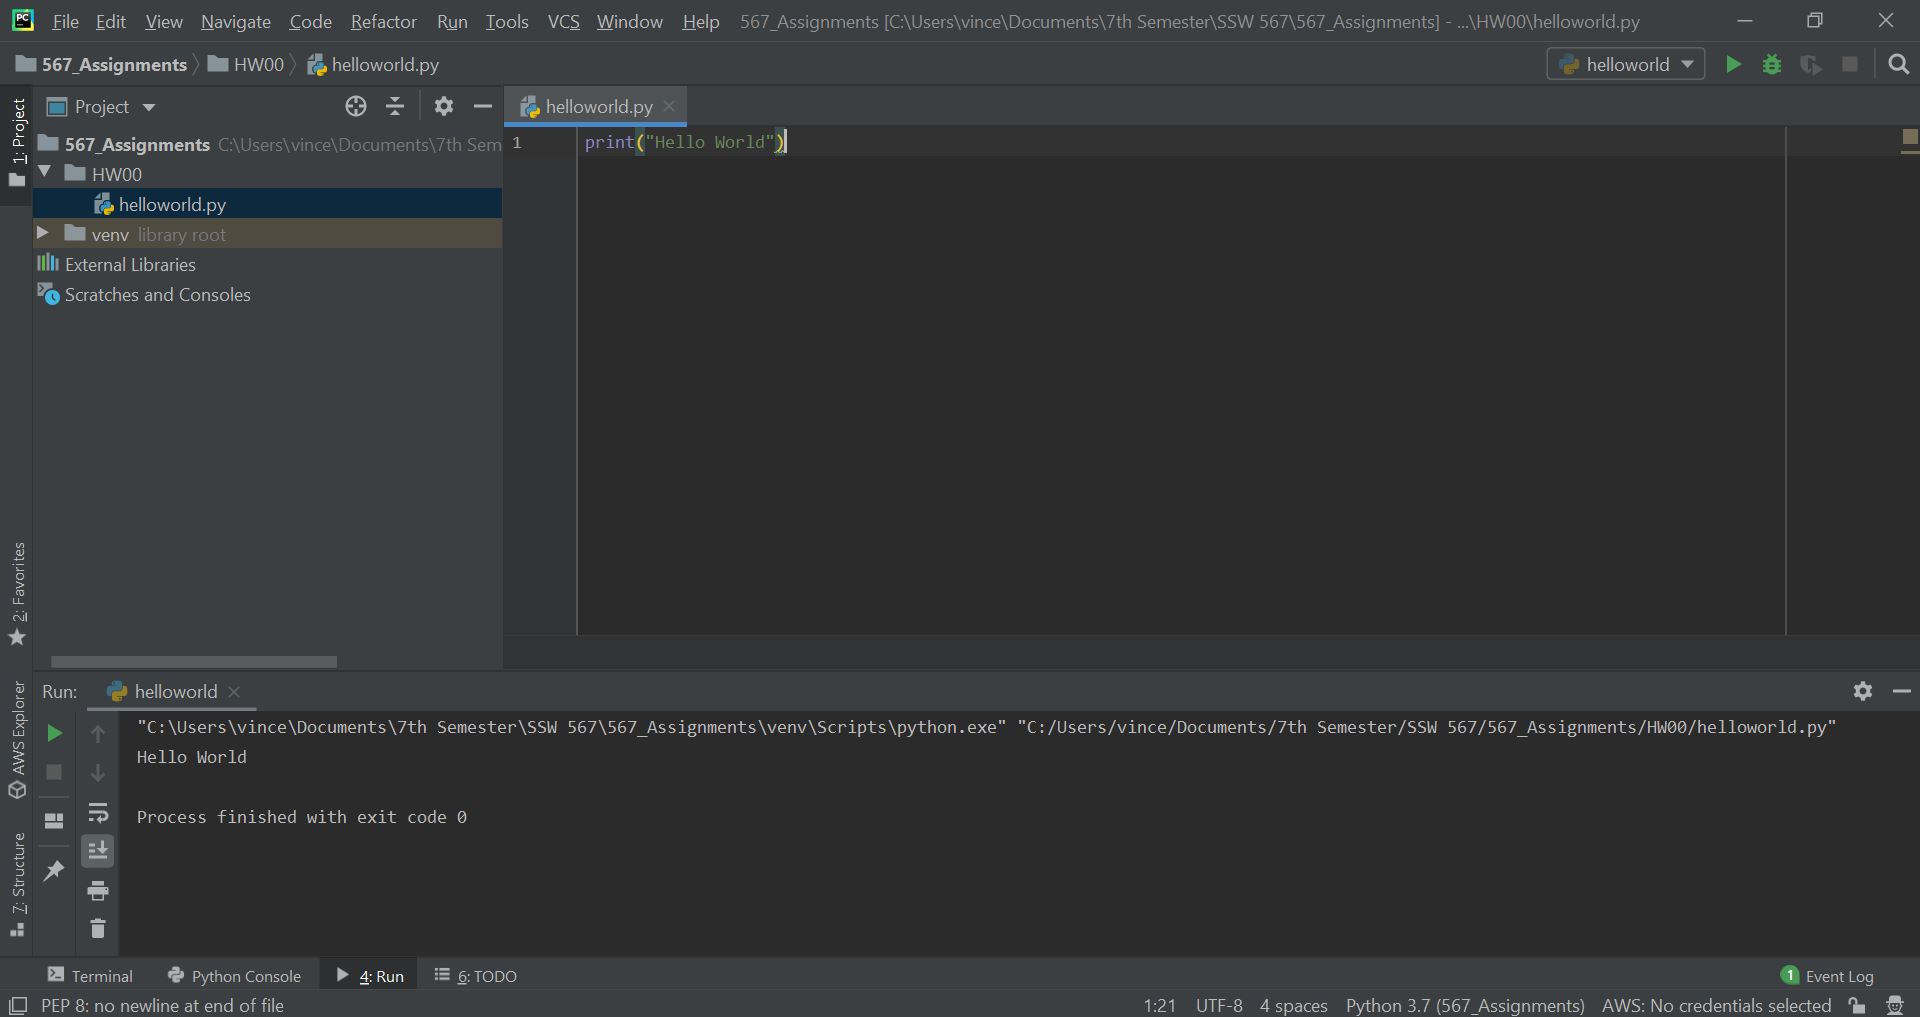 PC File Edit View Navigate Code Refactor Run Tools VCS Window Help 567_Assignments [C:\Users\vince\Documents\7th Semester\SSW 567\567_Assignments] - ...\HW00\helloworld.py
567_Assignments HW00 helloworld.py helloworld
1: Project
Project
helloworld.py
567_Assignments C:\Users\vince\Documents\7th Sem
HW00
helloworld.py
venv library root
External Libraries
Scratches and Consoles
1 print("Hello World")
2: Favorites
AWS Explorer
7: Structure
Run: helloworld
"C:\Users\vince\Documents\7th Semester\SSW 567\567_Assignments\venv\Scripts\python.exe" "C:/Users/vince/Documents/7th Semester/SSW 567/567_Assignments/HW00/helloworld.py"
Hello World
Process finished with exit code 0
Terminal Python Console 4: Run 6: TODO 1 Event Log
PEP 8: no newline at end of file 1:21 UTF-8 4 spaces Python 3.7 (567_Assignments) AWS: No credentials selected